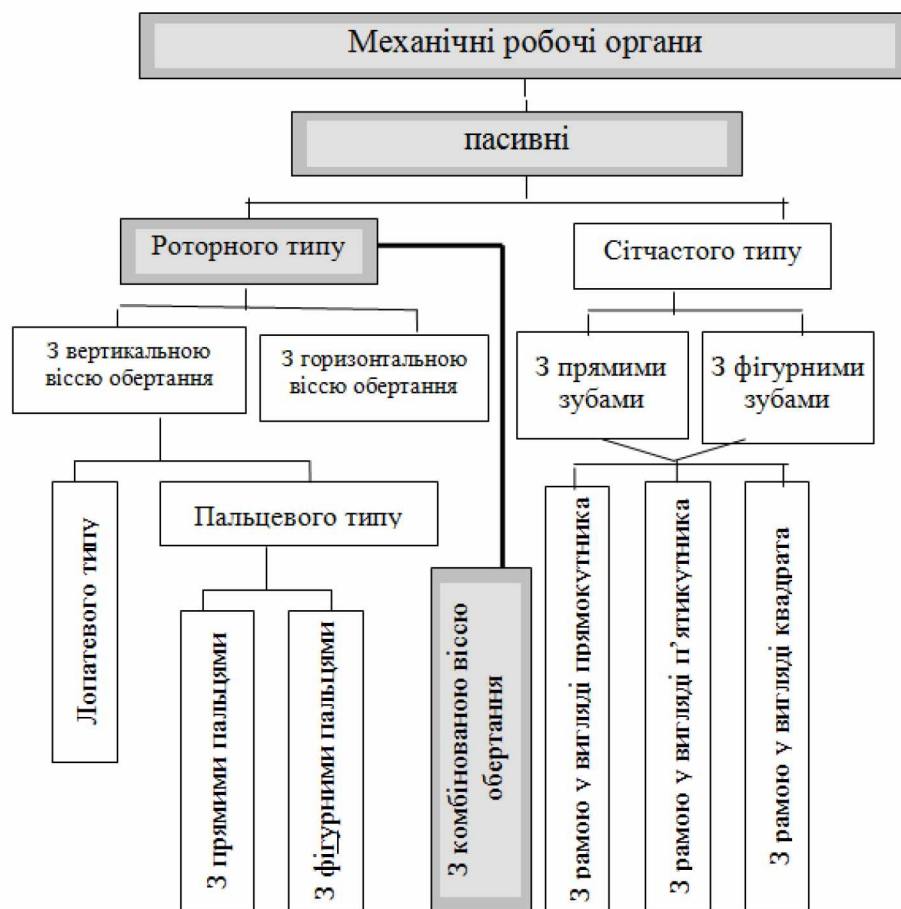 Механічні робочі органи
пасивні
Роторного типу
Сітчастого типу
З вертикальною
віссю обертання
З горизонтальною
віссю обертання
З прямими
зубами
З фігурними
зубами
Лопатевого типу
Пальцевого типу
З прямими пальцями
З фігурними пальцями
З комбінованою віссю
обертання
З рамою у вигляді прямокутника
З рамою у вигляді п’ятикутника
З рамою у вигляді квадрата